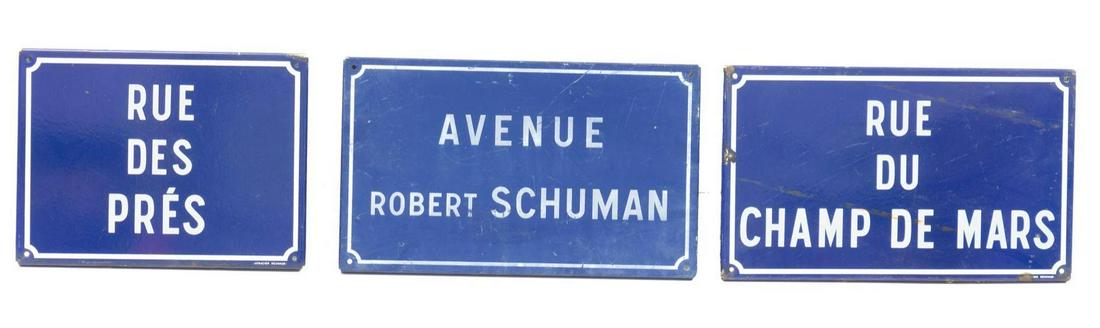 RUE
DES
PRÉS
AVENUE
ROBERT SCHUMAN
RUE
DU
CHAMP DE MARS